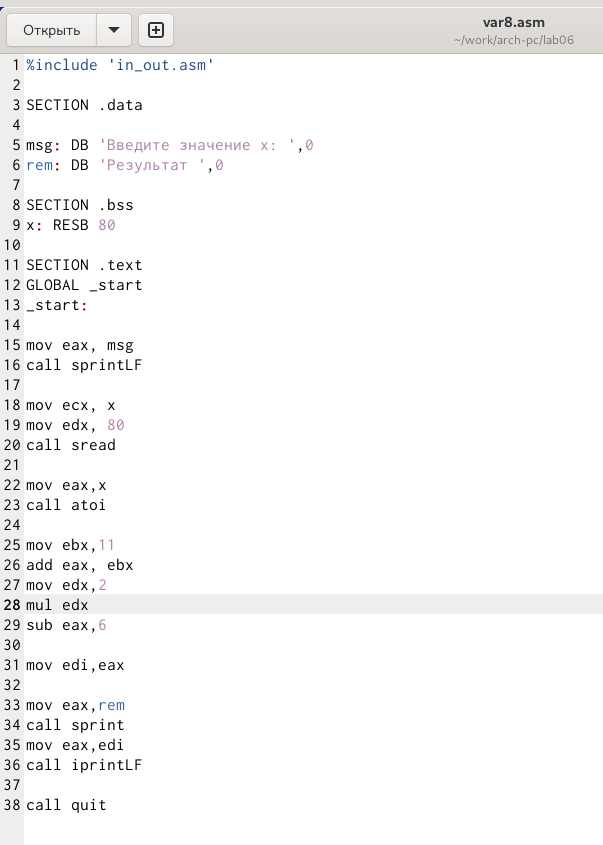 Открыть
var8.asm
~/work/arch-pc/lab06
1 %include 'in_out.asm'
2
3 SECTION .data
4
5 msg: DB 'Введите значение x: ',0
6 rem: DB 'Результат ',0
7
8 SECTION .bss
9 x: RESB 80
10
11 SECTION .text
12 GLOBAL _start
13 _start:
14
15 mov eax, msg
16 call sprintLF
17
18 mov ecx, x
19 mov edx, 80
20 call sread
21
22 mov eax,x
23 call atoi
24
25 mov ebx,11
26 add eax, ebx
27 mov edx,2
28 mul edx
29 sub eax,6
30
31 mov edi,eax
32
33 mov eax,rem
34 call sprint
35 mov eax,edi
36 call iprintLF
37
38 call quit